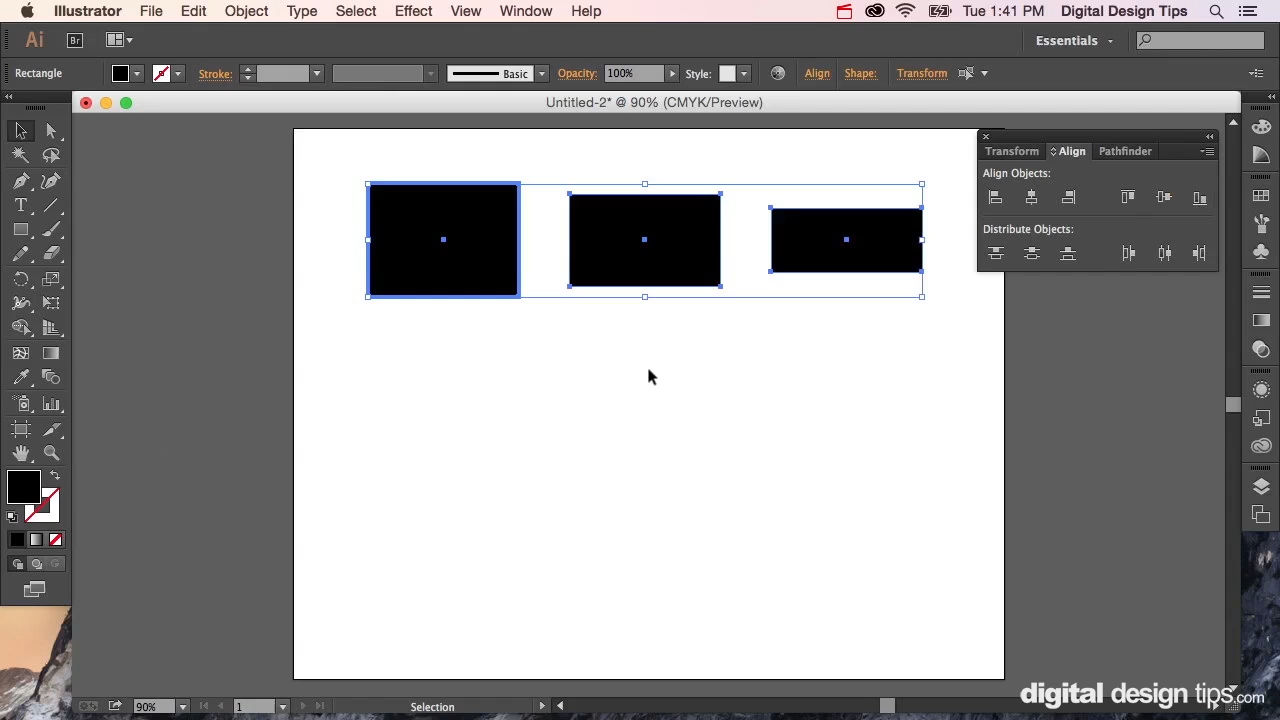 Illustrator File Edit Object Type Select Effect View Window Help Tue 1:41 PM Digital Design Tips
Ai Br Essentials
Rectangle Stroke: Basic Opacity: 100% Style: Align Shape: Transform
Untitled-2* @ 90% (CMYK/Preview)
Transform Align Pathfinder
Align Objects:
Distribute Objects:
T
90% 1 Selection
digital design tips.com